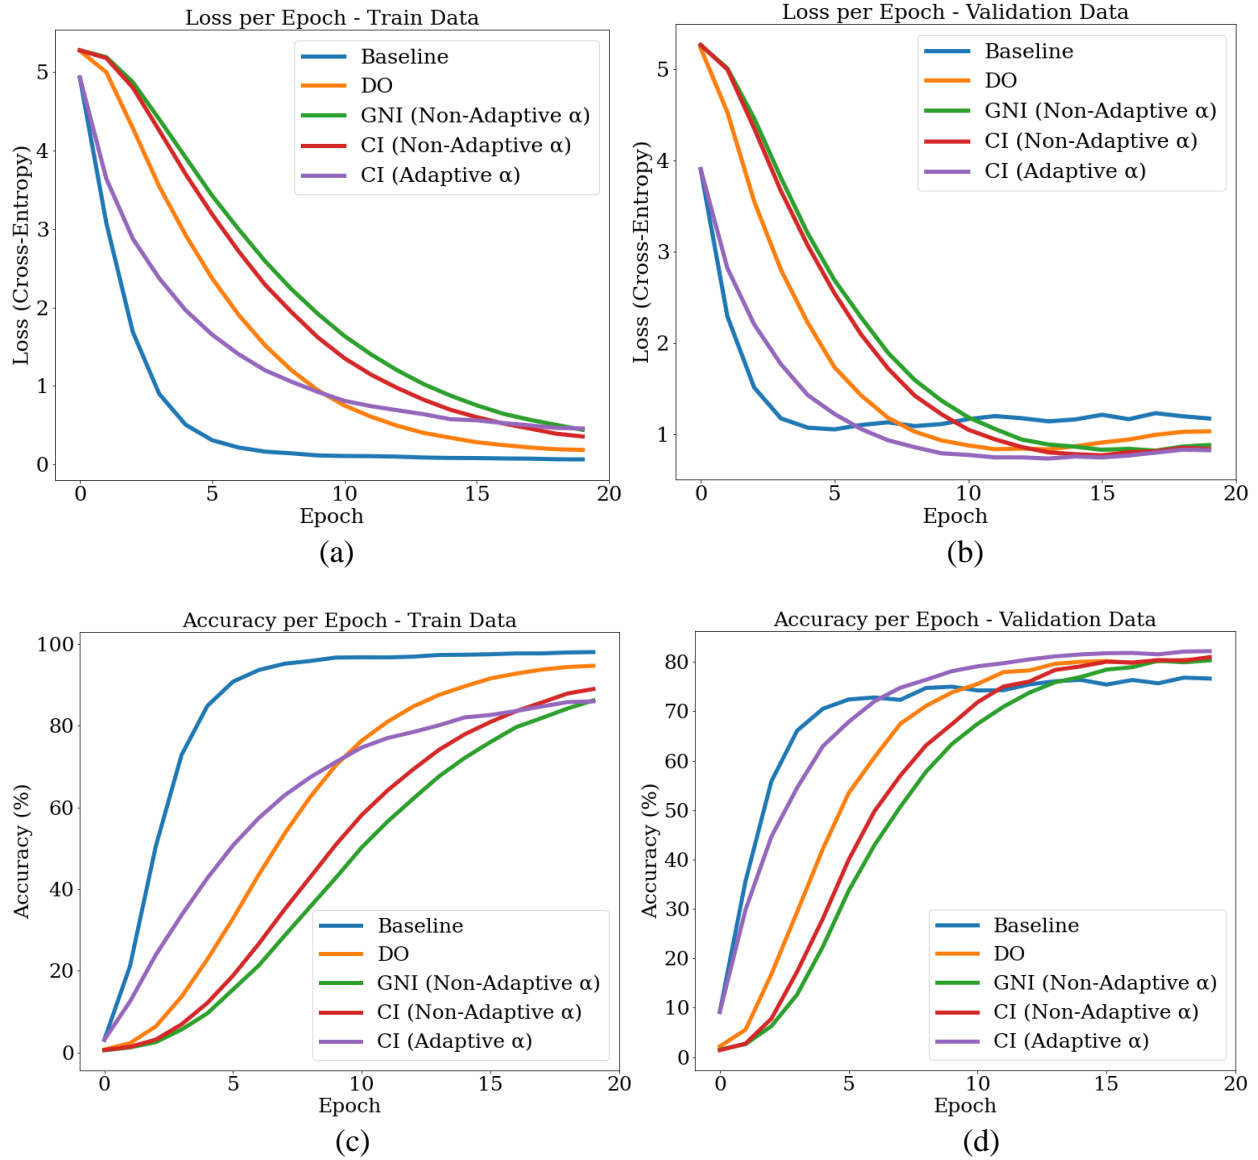 Loss per Epoch - Train Data
Loss (Cross-Entropy)
5
4
3
2
1
0
Baseline
DO
GNI (Non-Adaptive α)
CI (Non-Adaptive α)
CI (Adaptive α)
0 5 10 15 20
Epoch
(a)
Loss per Epoch - Validation Data
Loss (Cross-Entropy)
5
4
3
2
1
Baseline
DO
GNI (Non-Adaptive α)
CI (Non-Adaptive α)
CI (Adaptive α)
0 5 10 15 20
Epoch
(b)
Accuracy per Epoch - Train Data
Accuracy (%)
100
80
60
40
20
0
Baseline
DO
GNI (Non-Adaptive α)
CI (Non-Adaptive α)
CI (Adaptive α)
0 5 10 15 20
Epoch
(c)
Accuracy per Epoch - Validation Data
Accuracy (%)
80
70
60
50
40
30
20
10
0
Baseline
DO
GNI (Non-Adaptive α)
CI (Non-Adaptive α)
CI (Adaptive α)
0 5 10 15 20
Epoch
(d)